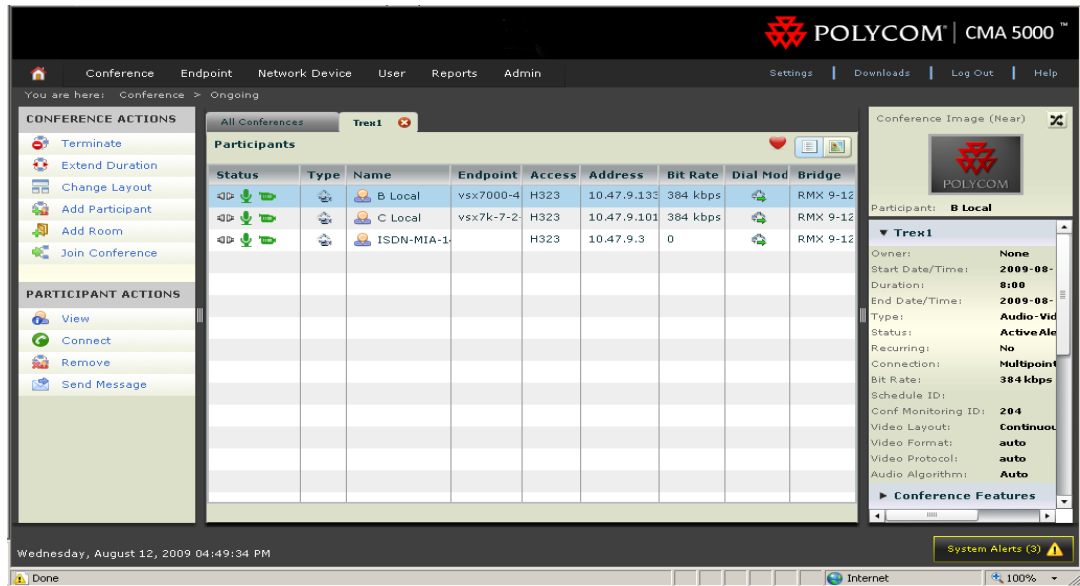 POLYCOM® | CMA 5000 ™
Conference Endpoint Network Device User Reports Admin Settings Downloads Log Out Help
You are here: Conference > Ongoing
CONFERENCE ACTIONS
Terminate
Extend Duration
Change Layout
Add Participant
Add Room
Join Conference
PARTICIPANT ACTIONS
View
Connect
Remove
Send Message
All Conferences Trex1
Participants
Status Type Name Endpoint Access Address Bit Rate Dial Mod Bridge
B Local vsx7000-4 H323 10.47.9.133 384 kbps RMX 9-12
C Local vsx7k-7-2- H323 10.47.9.101 384 kbps RMX 9-12
ISDN-MIA-1 H323 10.47.9.3 0 RMX 9-12
Conference Image (Near)
POLYCOM
Participant: B Local
Trex1
Owner: None
Start Date/Time: 2009-08-
Duration: 8:00
End Date/Time: 2009-08-
Type: Audio-Vid
Status: Active Ale
Recurring: No
Connection: Multipoint
Bit Rate: 384 kbps
Schedule ID:
Conf Monitoring ID: 204
Video Layout: Continuou
Video Format: auto
Video Protocol: auto
Audio Algorithm: Auto
Conference Features
Wednesday, August 12, 2009 04:49:34 PM
System Alerts (3)
Done Internet 100%